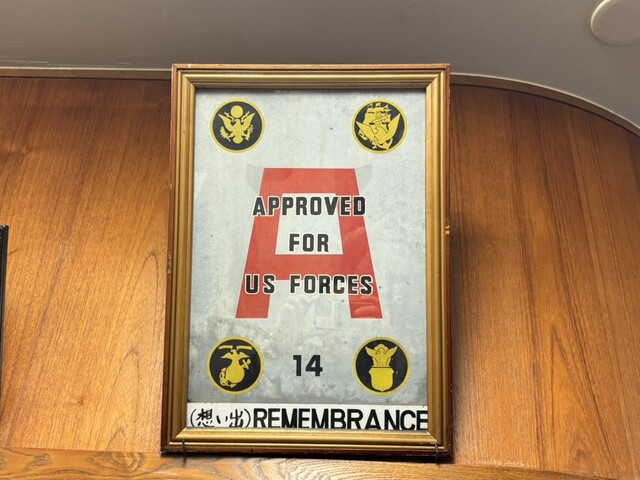 APPROVED
FOR
US FORCES
14
(想い出)REMEMBRANCE